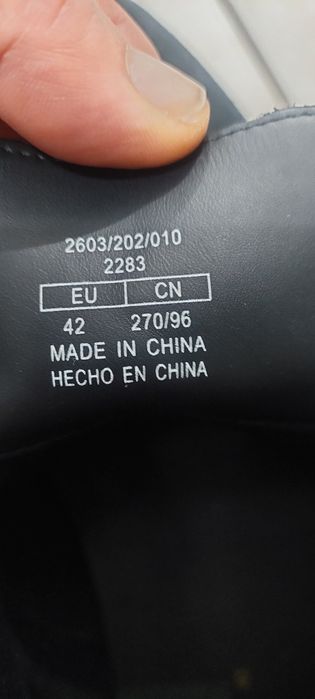 2603/202/010
2283
EU CN
42 270/96
MADE IN CHINA
HECHO EN CHINA